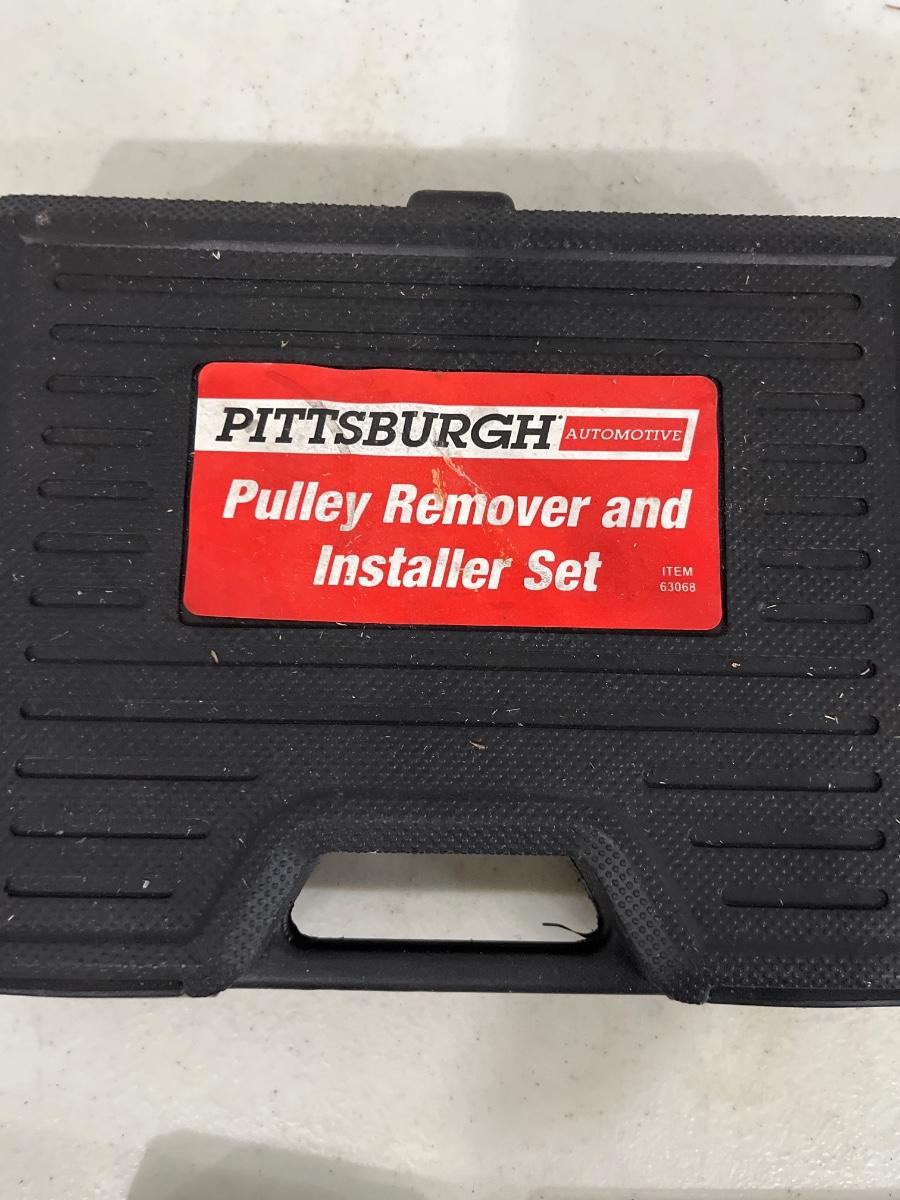 PITTSBURGH AUTOMOTIVE
Pulley Remover and
Installer Set
ITEM
63068